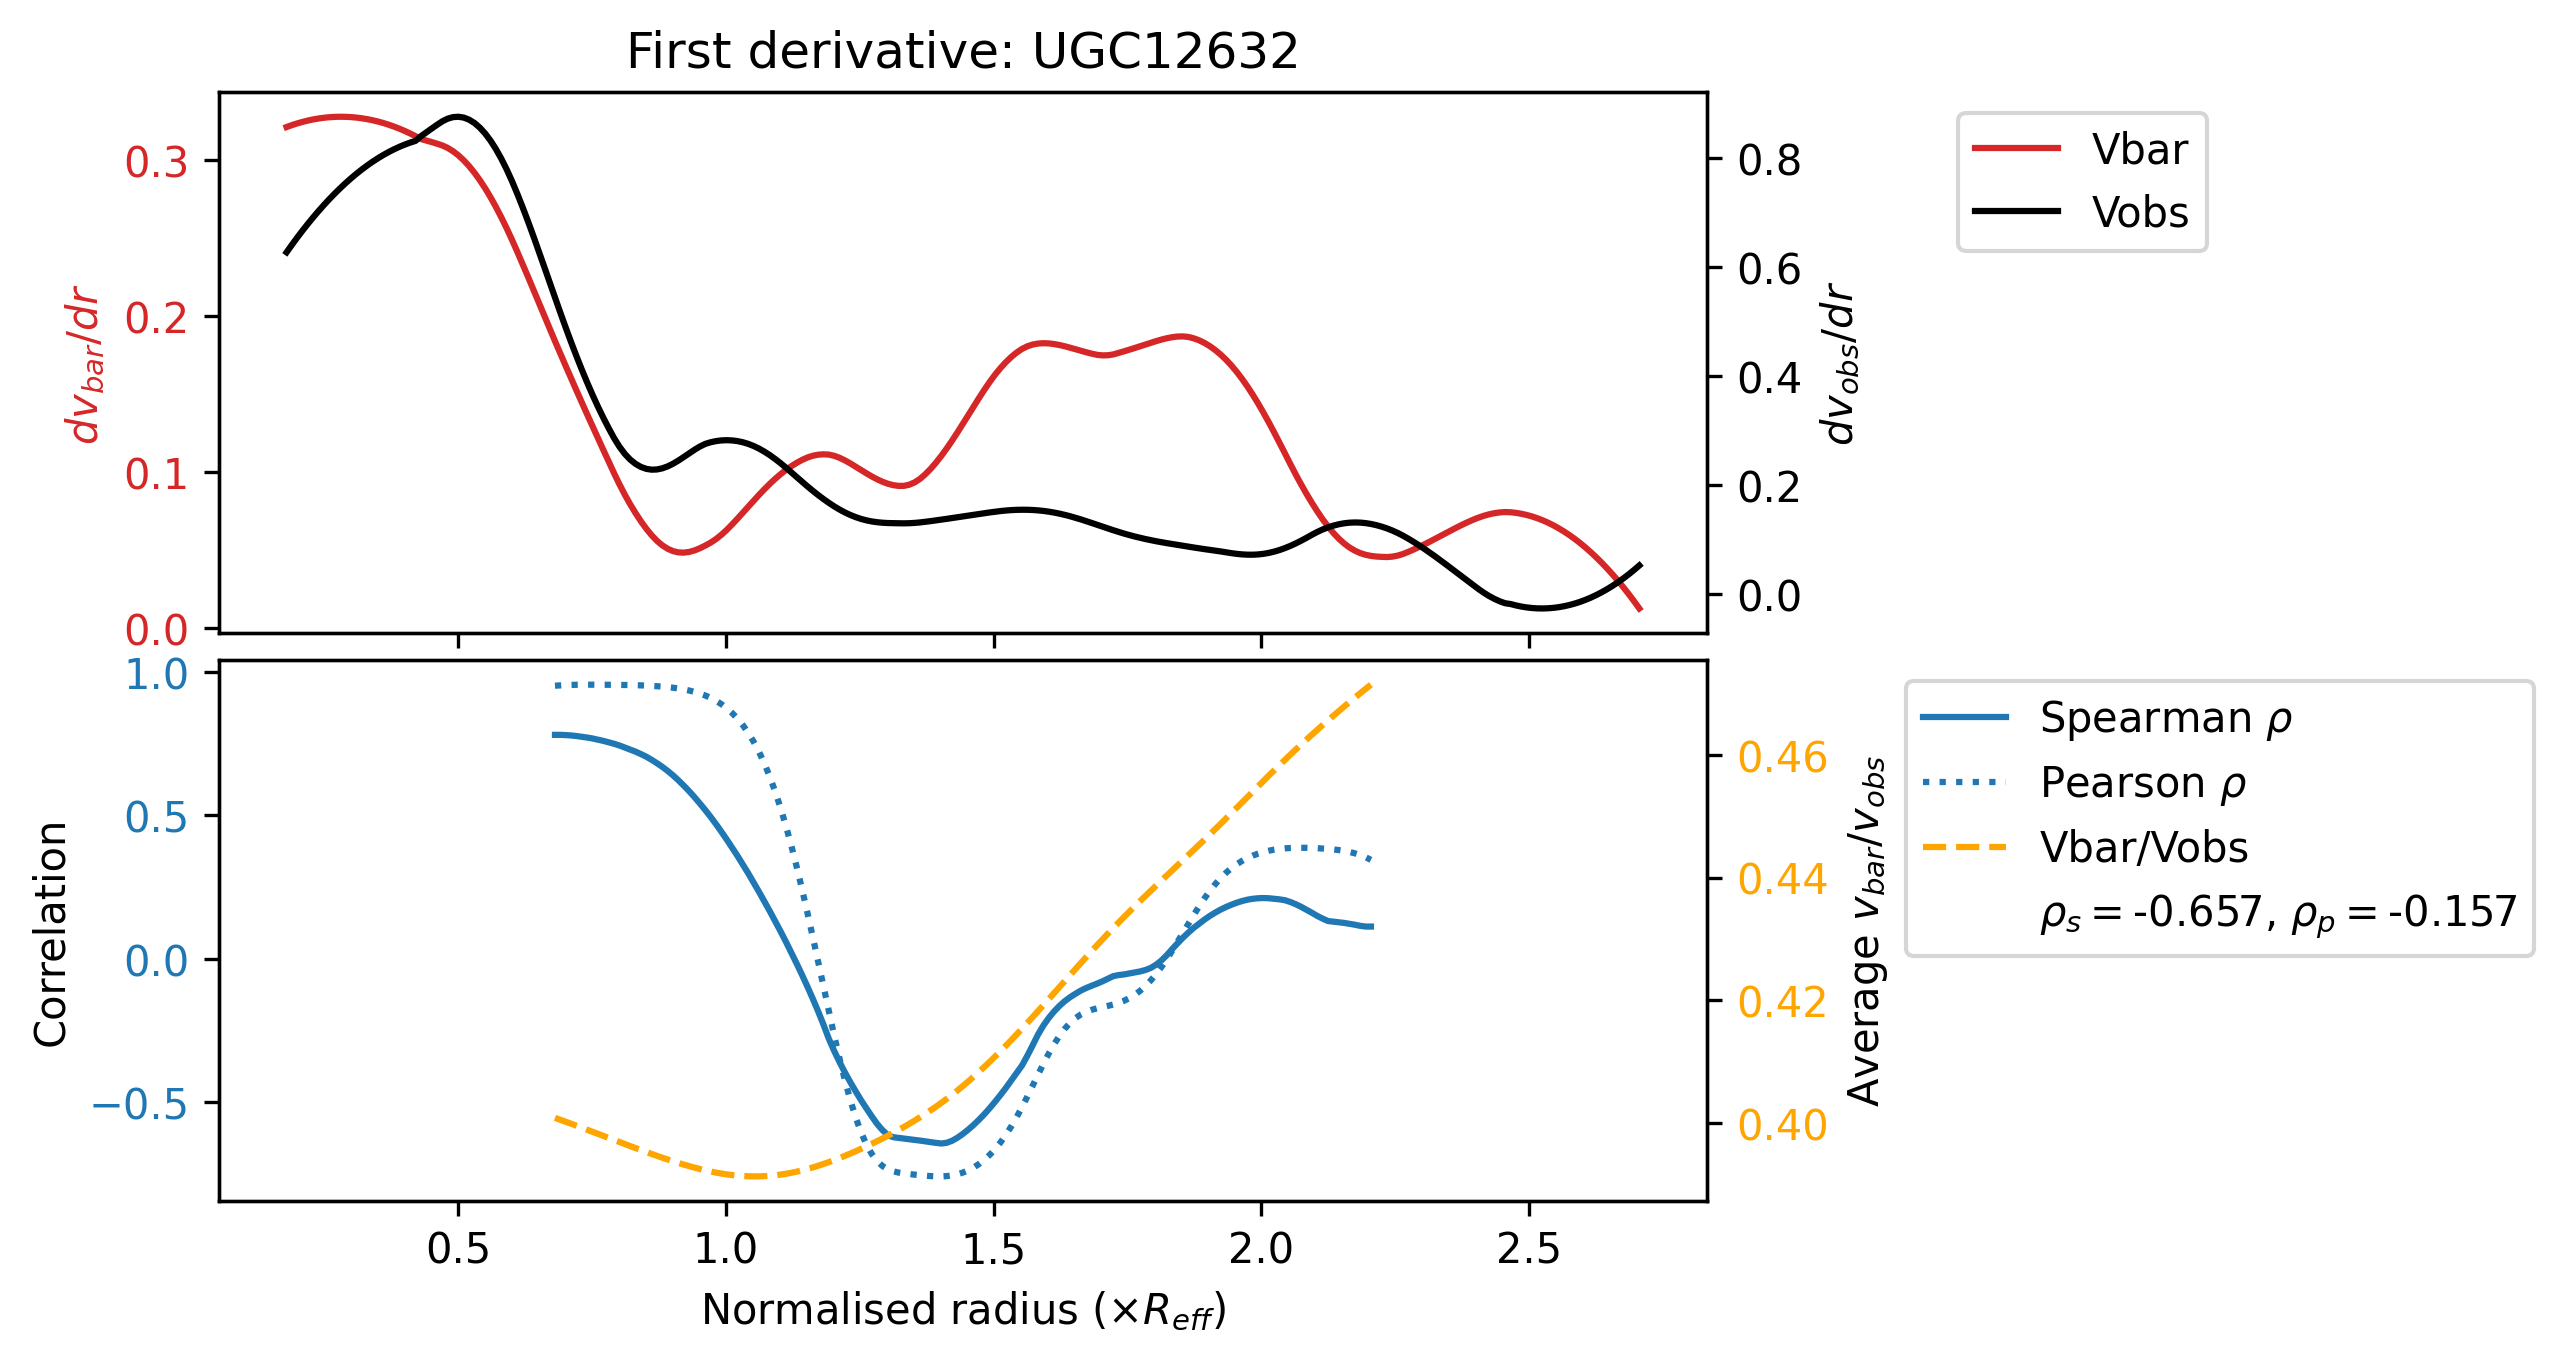 First derivative: UGC12632
0.3
0.2
0.1
0.0
dv_bar/dr
0.8
0.6
0.4
0.2
0.0
dv_obs/dr
Vbar
Vobs
1.0
0.5
0.0
−0.5
Correlation
0.46
0.44
0.42
0.40
Average v_bar/v_obs
Spearman ρ
Pearson ρ
Vbar/Vobs
ρ_s = -0.657, ρ_p = -0.157
0.5 1.0 1.5 2.0 2.5
Normalised radius (×R_eff)